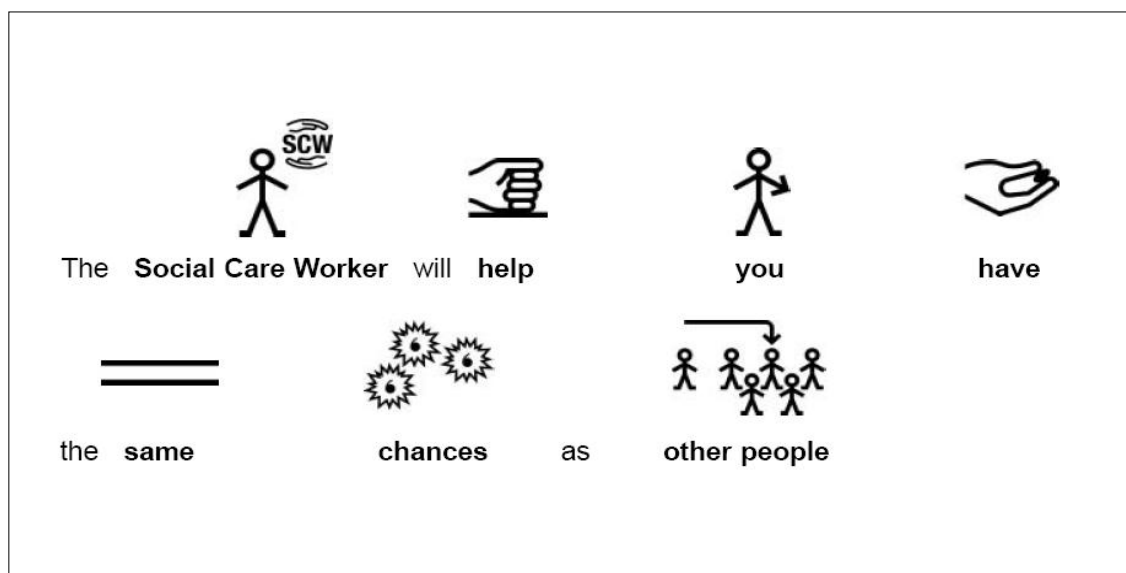 SCW
The Social Care Worker will help you have
the same chances as other people